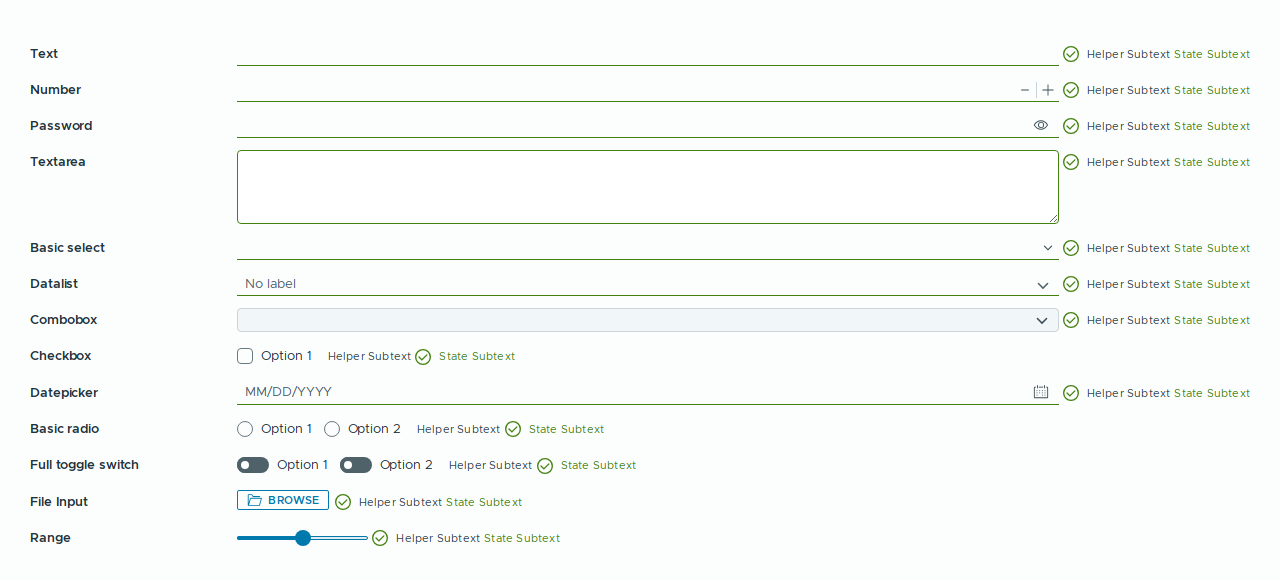 Text Helper Subtext State Subtext
Number Helper Subtext State Subtext
Password Helper Subtext State Subtext
Textarea Helper Subtext State Subtext
Basic select Helper Subtext State Subtext
Datalist No label Helper Subtext State Subtext
Combobox Helper Subtext State Subtext
Checkbox Option 1 Helper Subtext State Subtext
Datepicker MM/DD/YYYY Helper Subtext State Subtext
Basic radio Option 1 Option 2 Helper Subtext State Subtext
Full toggle switch Option 1 Option 2 Helper Subtext State Subtext
File Input BROWSE Helper Subtext State Subtext
Range Helper Subtext State Subtext